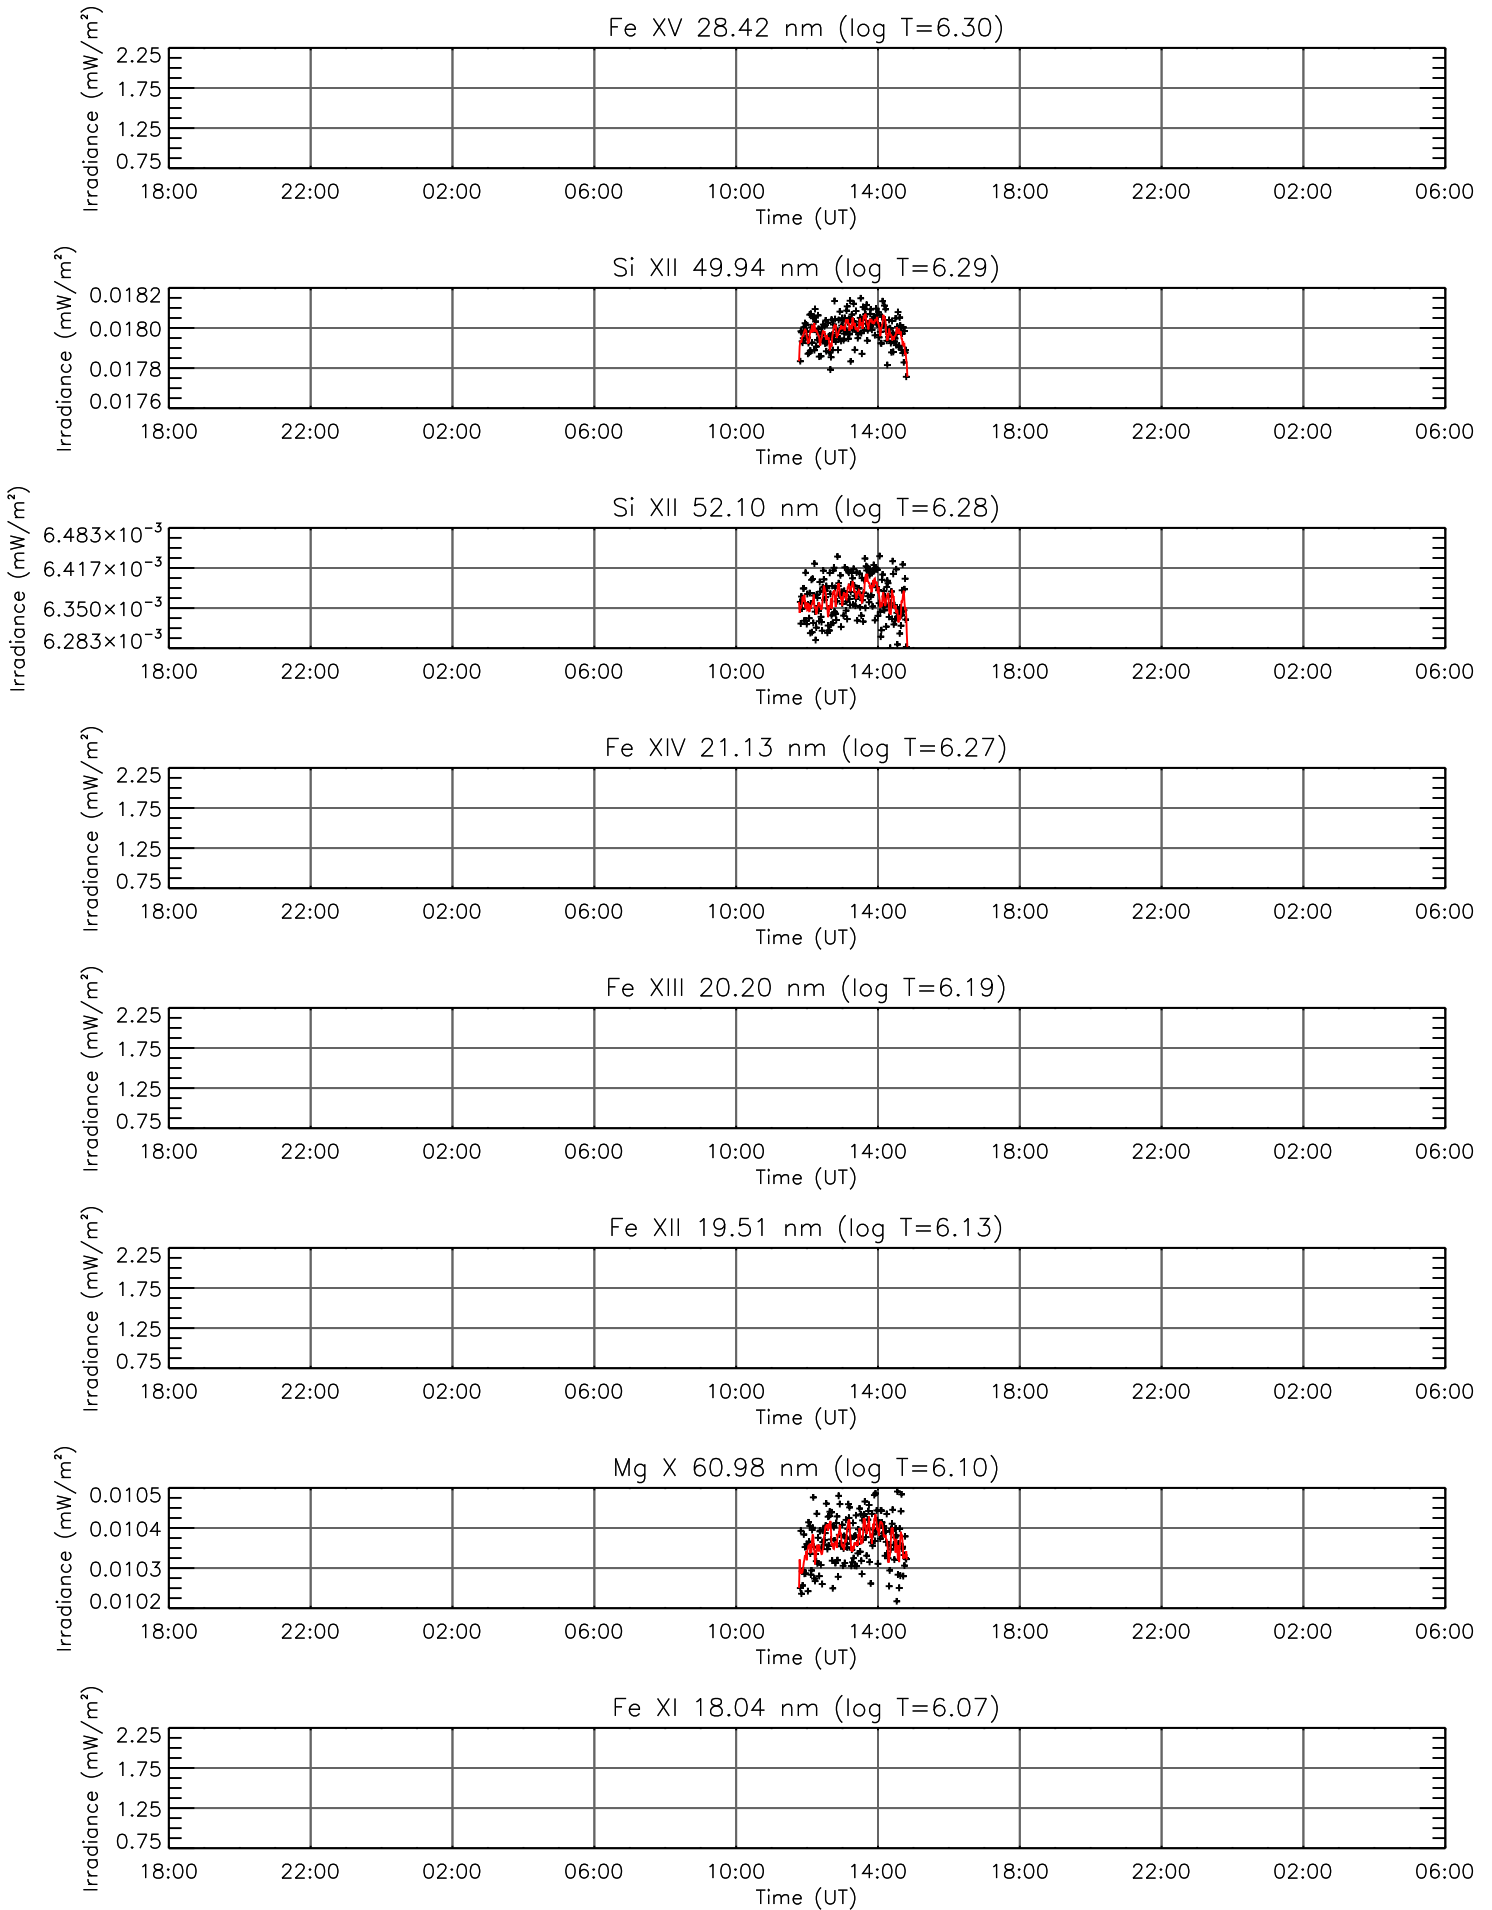 Fe XV 28.42 nm (log T=6.30)
Irradiance (mW/m²)
2.25
1.75
1.25
0.75
18:00 22:00 02:00 06:00 10:00 14:00 18:00 22:00 02:00 06:00
Time (UT)
Si XII 49.94 nm (log T=6.29)
Irradiance (mW/m²)
0.0182
0.0180
0.0178
0.0176
18:00 22:00 02:00 06:00 10:00 14:00 18:00 22:00 02:00 06:00
Time (UT)
Si XII 52.10 nm (log T=6.28)
Irradiance (mW/m²)
6.483×10⁻³
6.417×10⁻³
6.350×10⁻³
6.283×10⁻³
18:00 22:00 02:00 06:00 10:00 14:00 18:00 22:00 02:00 06:00
Time (UT)
Fe XIV 21.13 nm (log T=6.27)
Irradiance (mW/m²)
2.25
1.75
1.25
0.75
18:00 22:00 02:00 06:00 10:00 14:00 18:00 22:00 02:00 06:00
Time (UT)
Fe XIII 20.20 nm (log T=6.19)
Irradiance (mW/m²)
2.25
1.75
1.25
0.75
18:00 22:00 02:00 06:00 10:00 14:00 18:00 22:00 02:00 06:00
Time (UT)
Fe XII 19.51 nm (log T=6.13)
Irradiance (mW/m²)
2.25
1.75
1.25
0.75
18:00 22:00 02:00 06:00 10:00 14:00 18:00 22:00 02:00 06:00
Time (UT)
Mg X 60.98 nm (log T=6.10)
Irradiance (mW/m²)
0.0105
0.0104
0.0103
0.0102
18:00 22:00 02:00 06:00 10:00 14:00 18:00 22:00 02:00 06:00
Time (UT)
Fe XI 18.04 nm (log T=6.07)
Irradiance (mW/m²)
2.25
1.75
1.25
0.75
18:00 22:00 02:00 06:00 10:00 14:00 18:00 22:00 02:00 06:00
Time (UT)